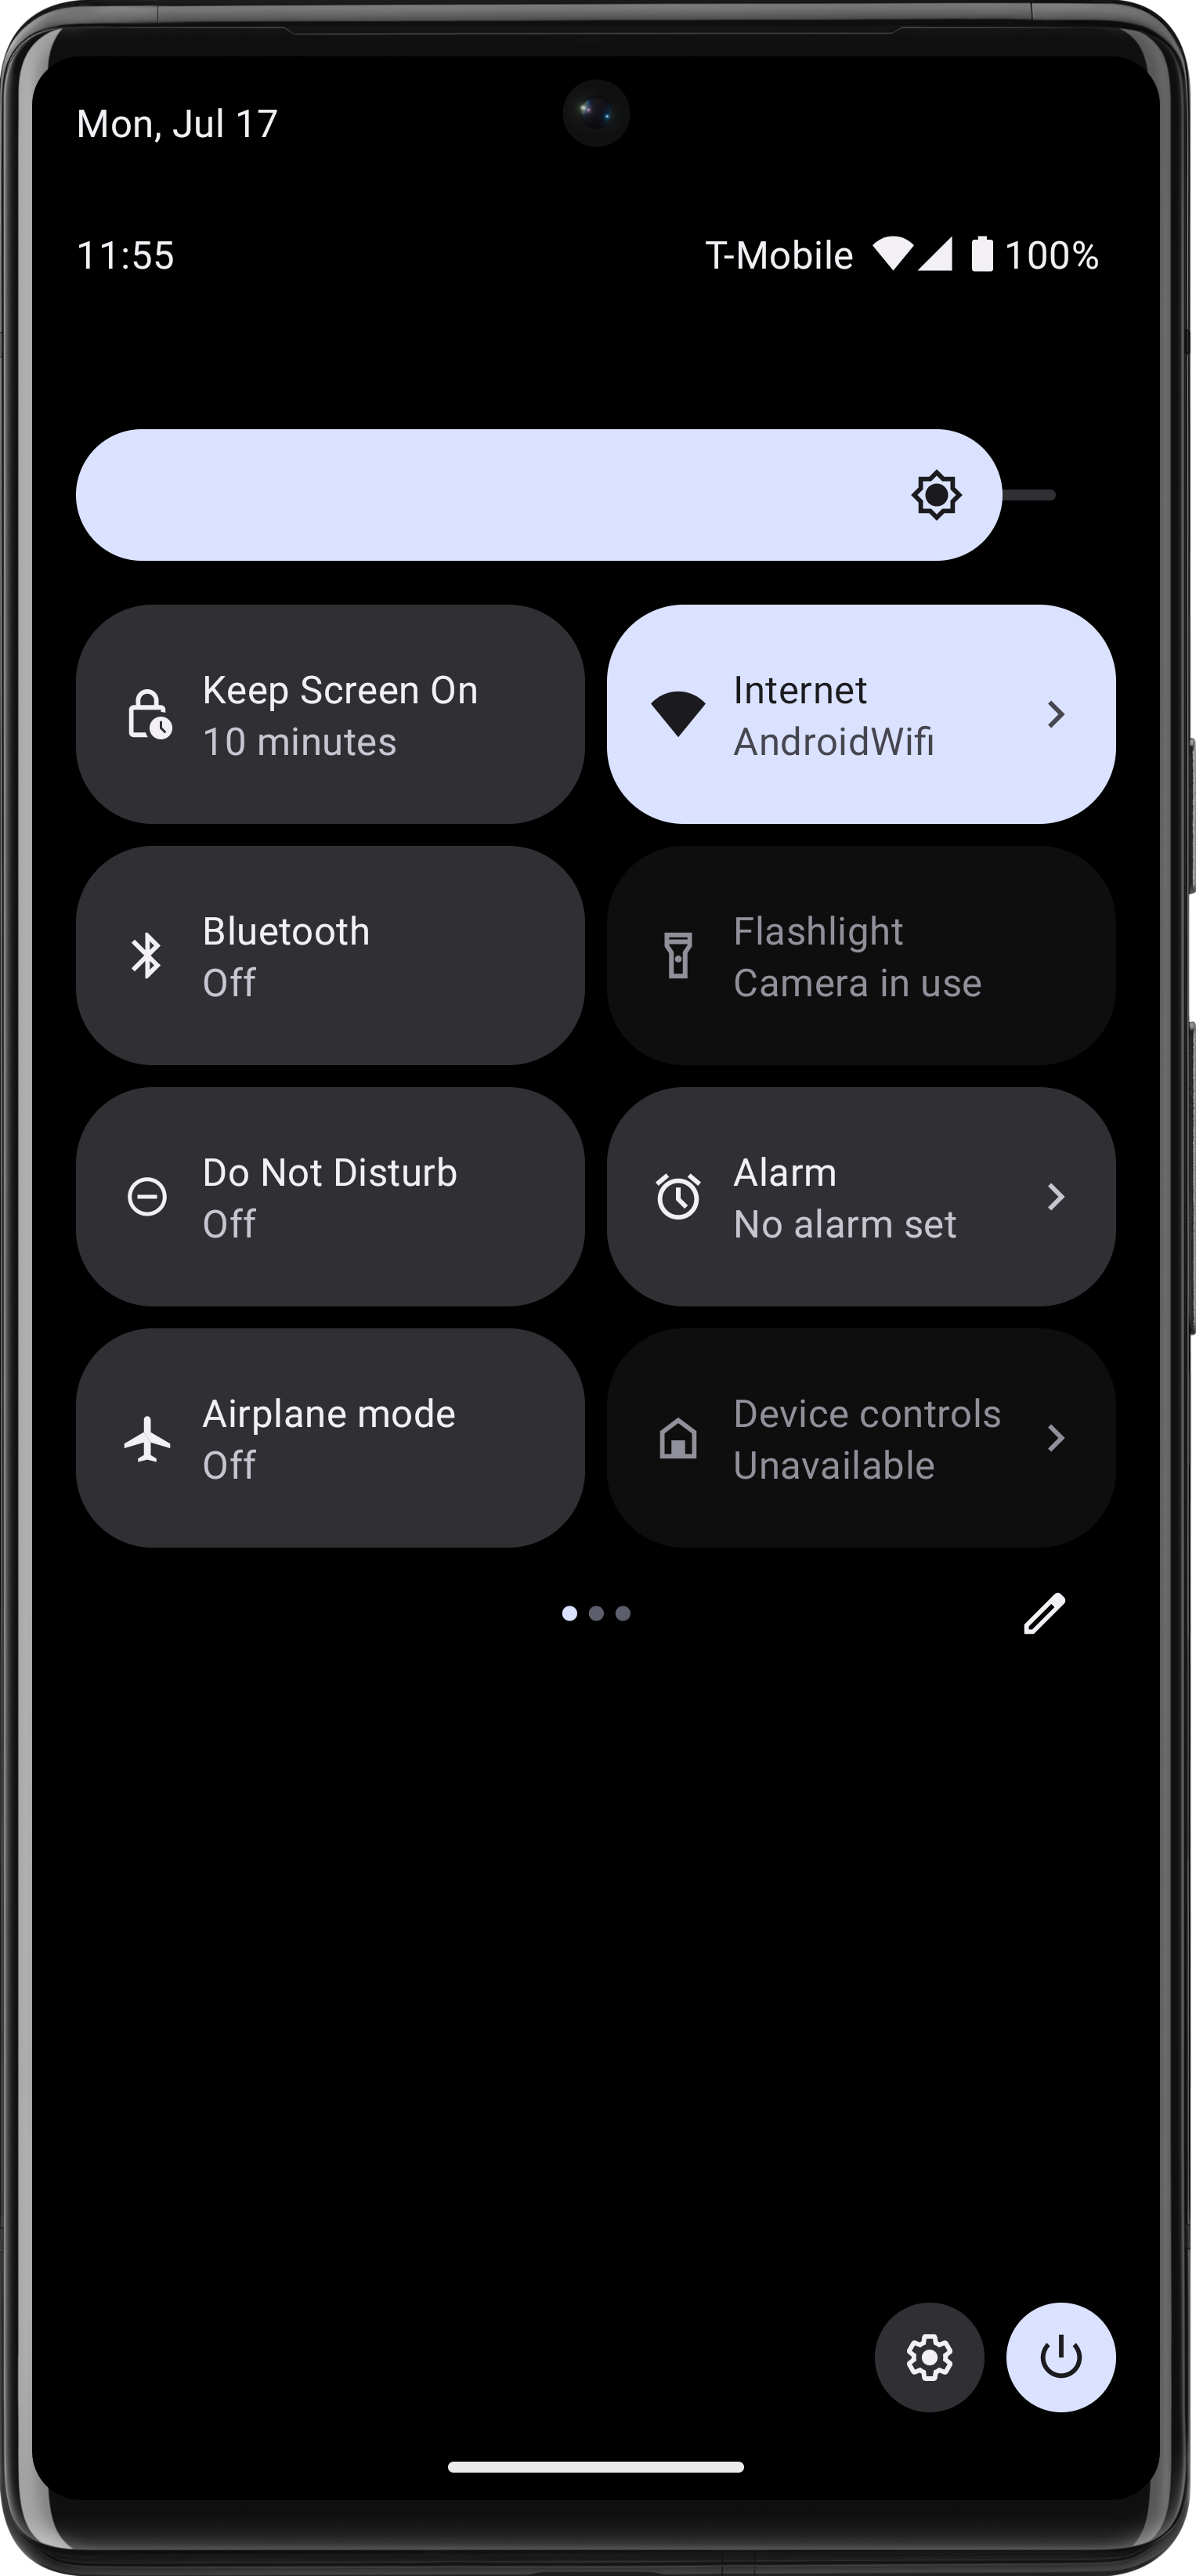 Mon, Jul 17
11:55 T-Mobile 100%
Keep Screen On
10 minutes
Internet
AndroidWifi
Bluetooth
Off
Flashlight
Camera in use
Do Not Disturb
Off
Alarm
No alarm set
Airplane mode
Off
Device controls
Unavailable